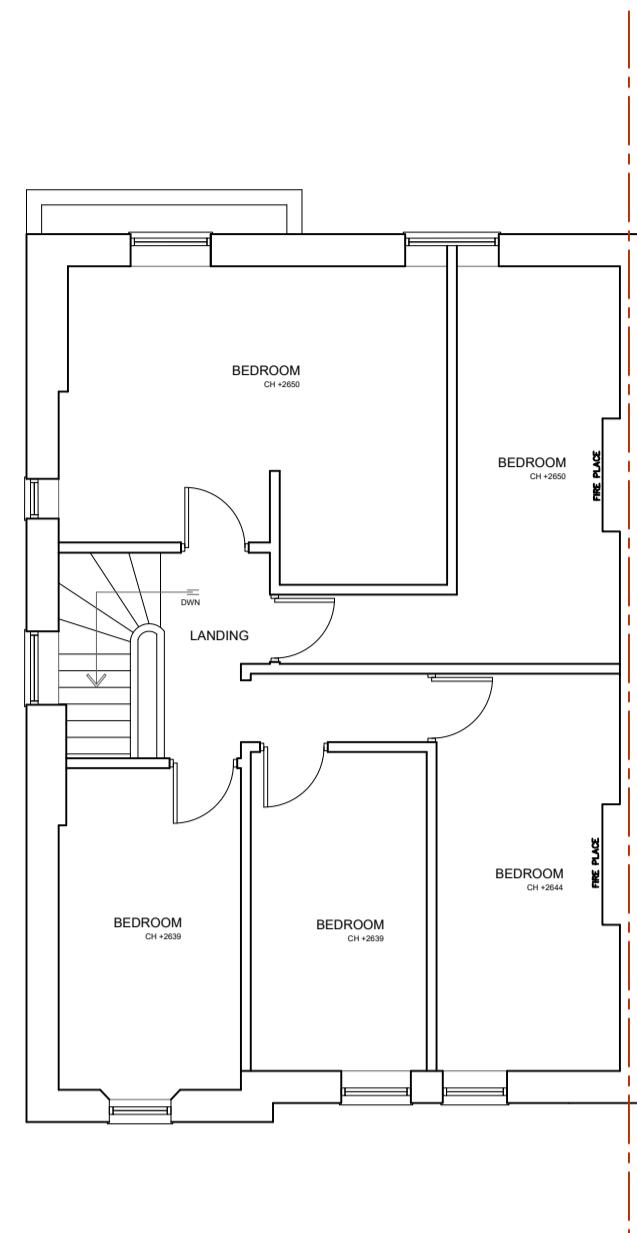 BEDROOM
CH +2650
BEDROOM
CH +2650
FIRE PLACE
DWN
LANDING
BEDROOM
CH +2644
FIRE PLACE
BEDROOM
CH +2639
BEDROOM
CH +2639